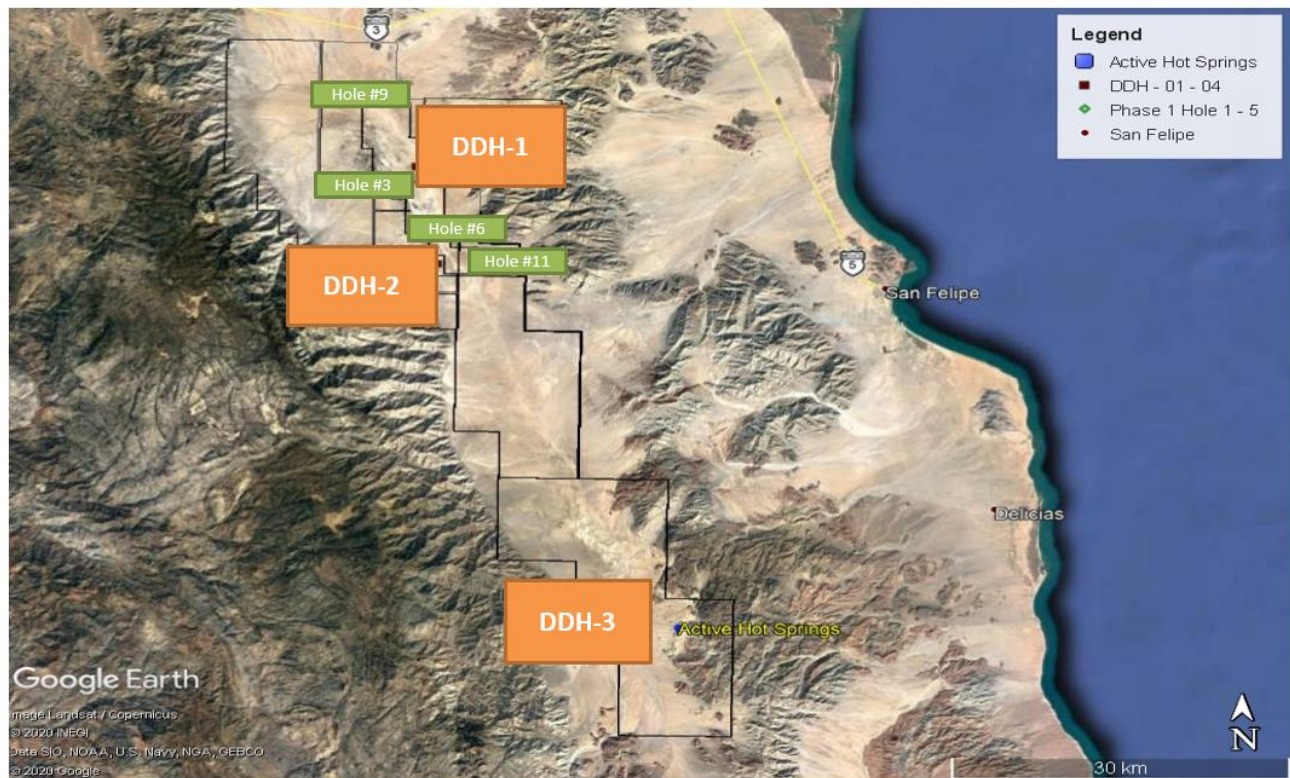 3
Legend
Active Hot Springs
DDH - 01 - 04
Phase 1 Hole 1 - 5
San Felipe
Hole #9
DDH-1
Hole #3
Hole #6
Hole #11
DDH-2
5
San Felipe
Delicias
DDH-3
Active Hot Springs
Google Earth
Image Landsat / Copernicus
© 2020 INEGI
Data SIO, NOAA, U.S. Navy, NGA, GEBCO
© 2020 Google
N
30 km